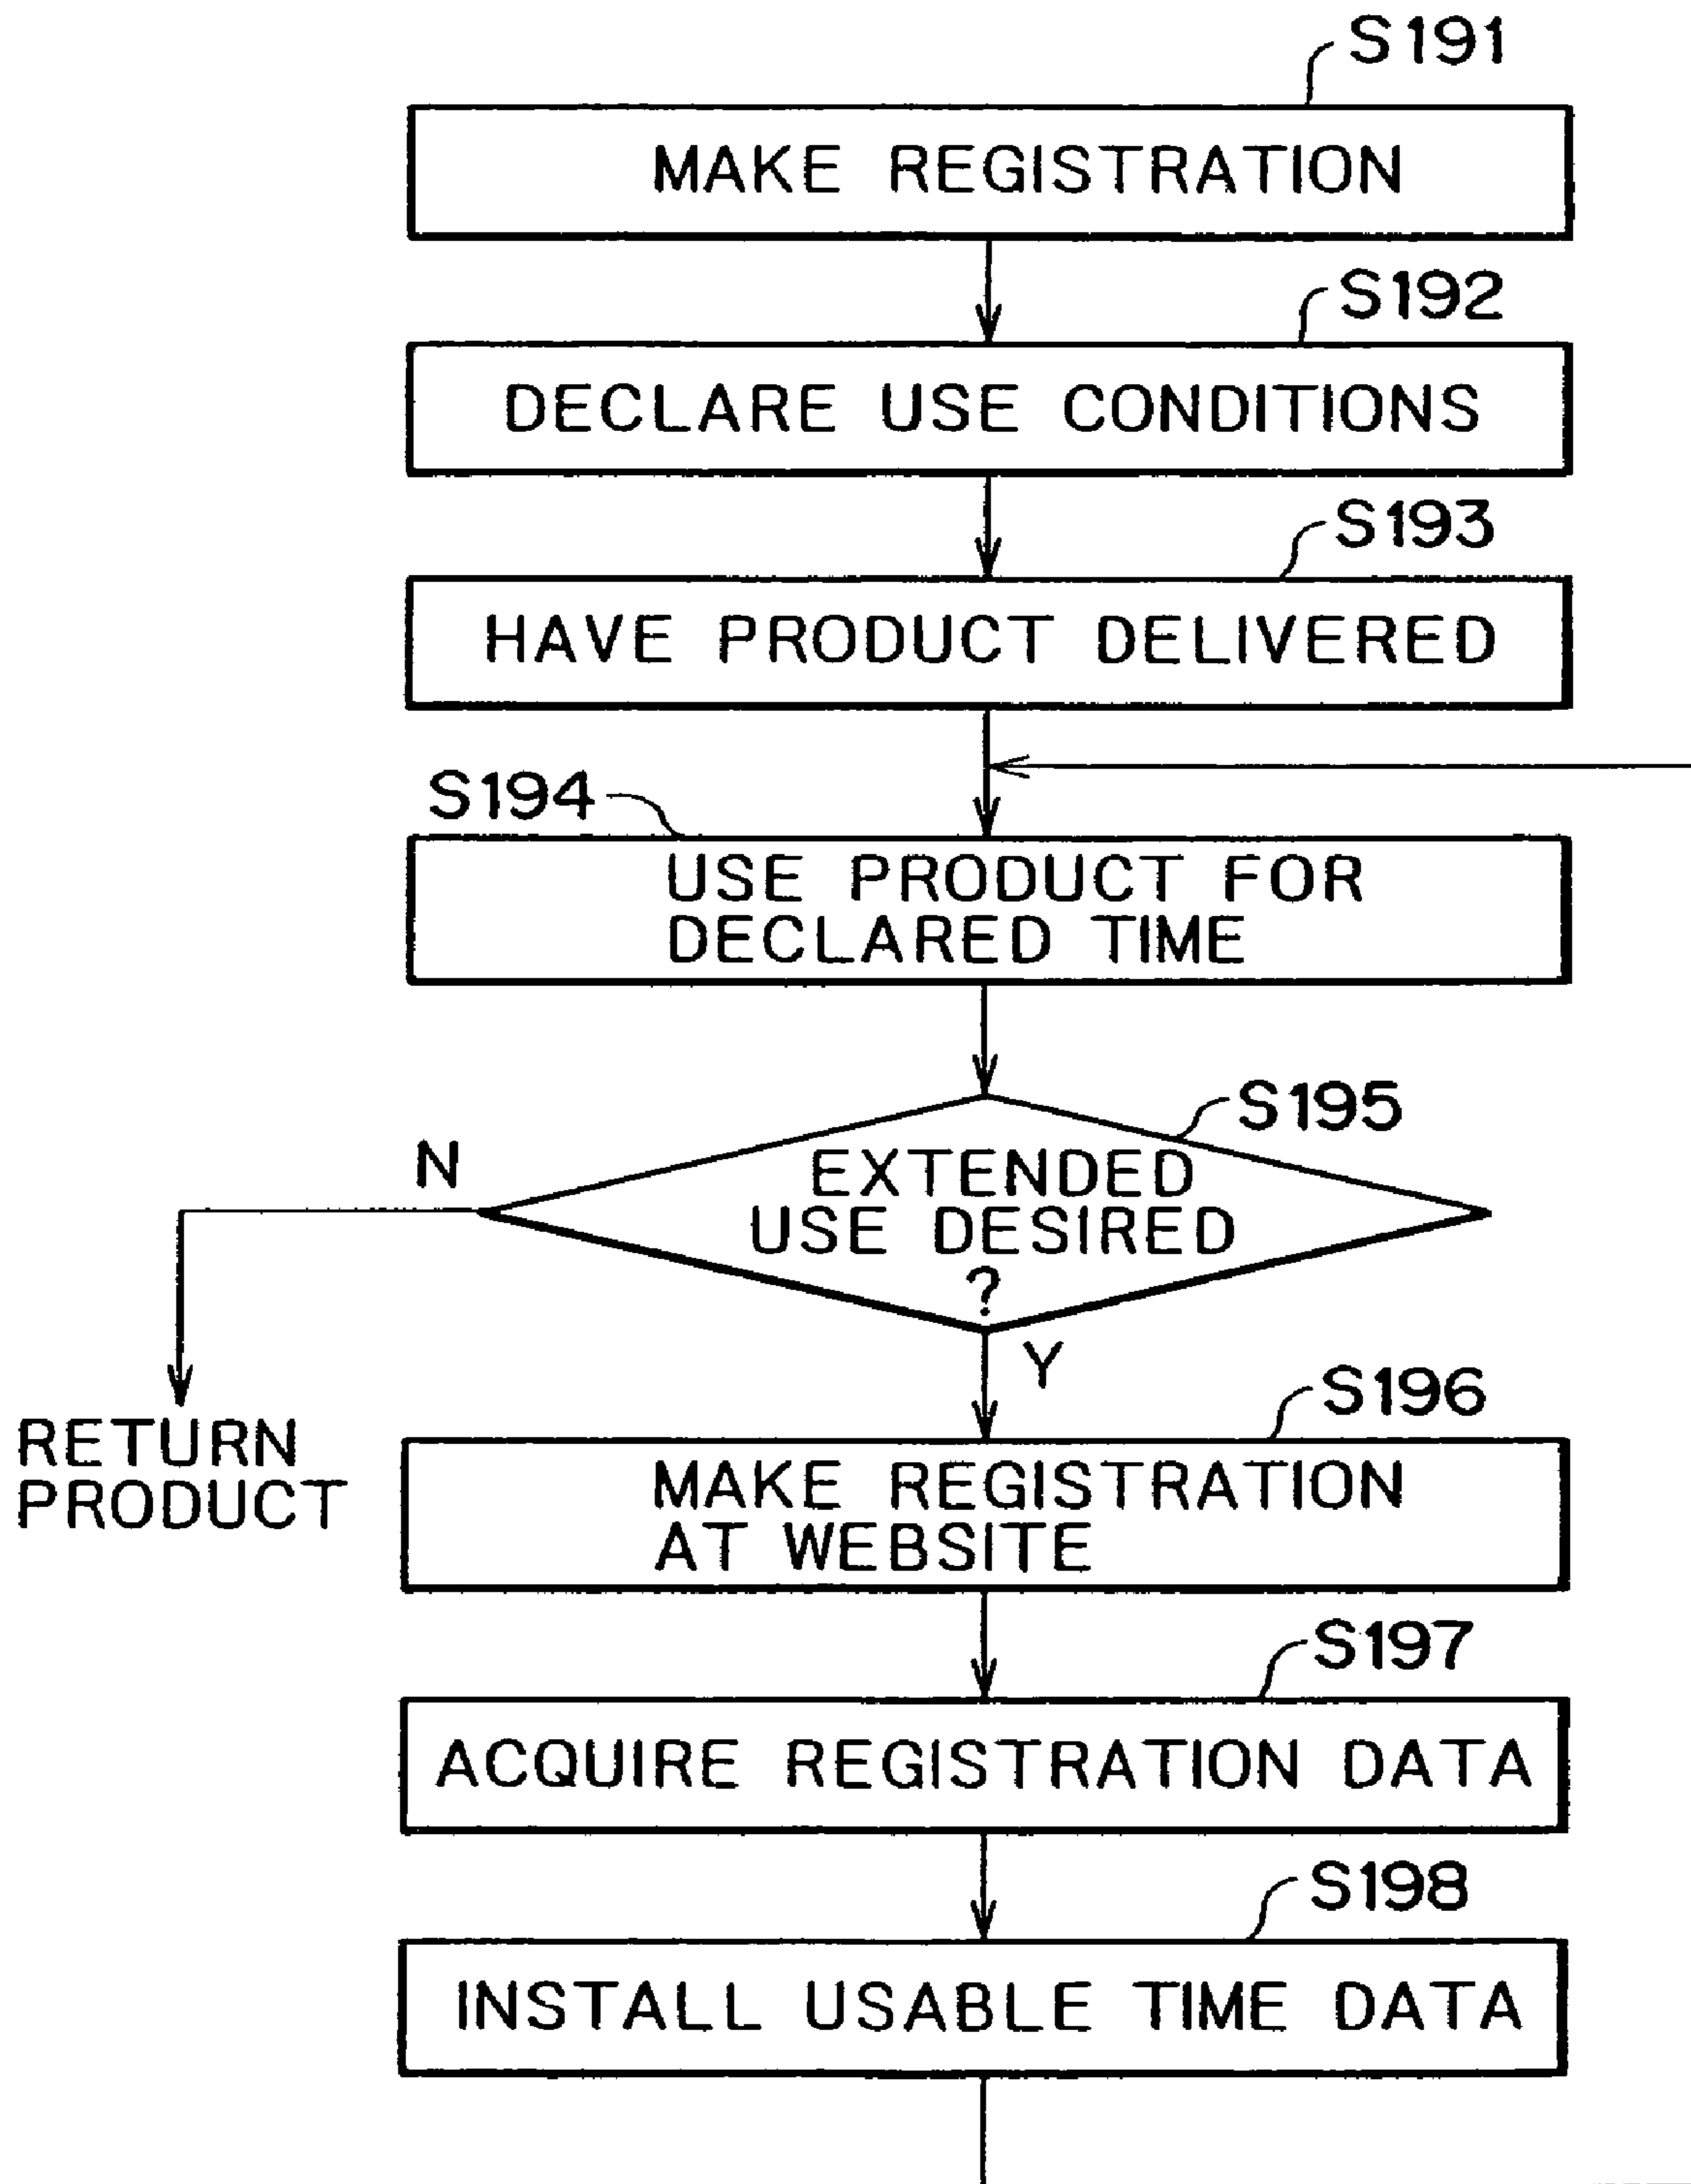 S191
MAKE REGISTRATION
S192
DECLARE USE CONDITIONS
S193
HAVE PRODUCT DELIVERED
S194
USE PRODUCT FOR
DECLARED TIME
S195
EXTENDED
USE DESIRED
?
N
Y
RETURN
PRODUCT
S196
MAKE REGISTRATION
AT WEBSITE
S197
ACQUIRE REGISTRATION DATA
S198
INSTALL USABLE TIME DATA